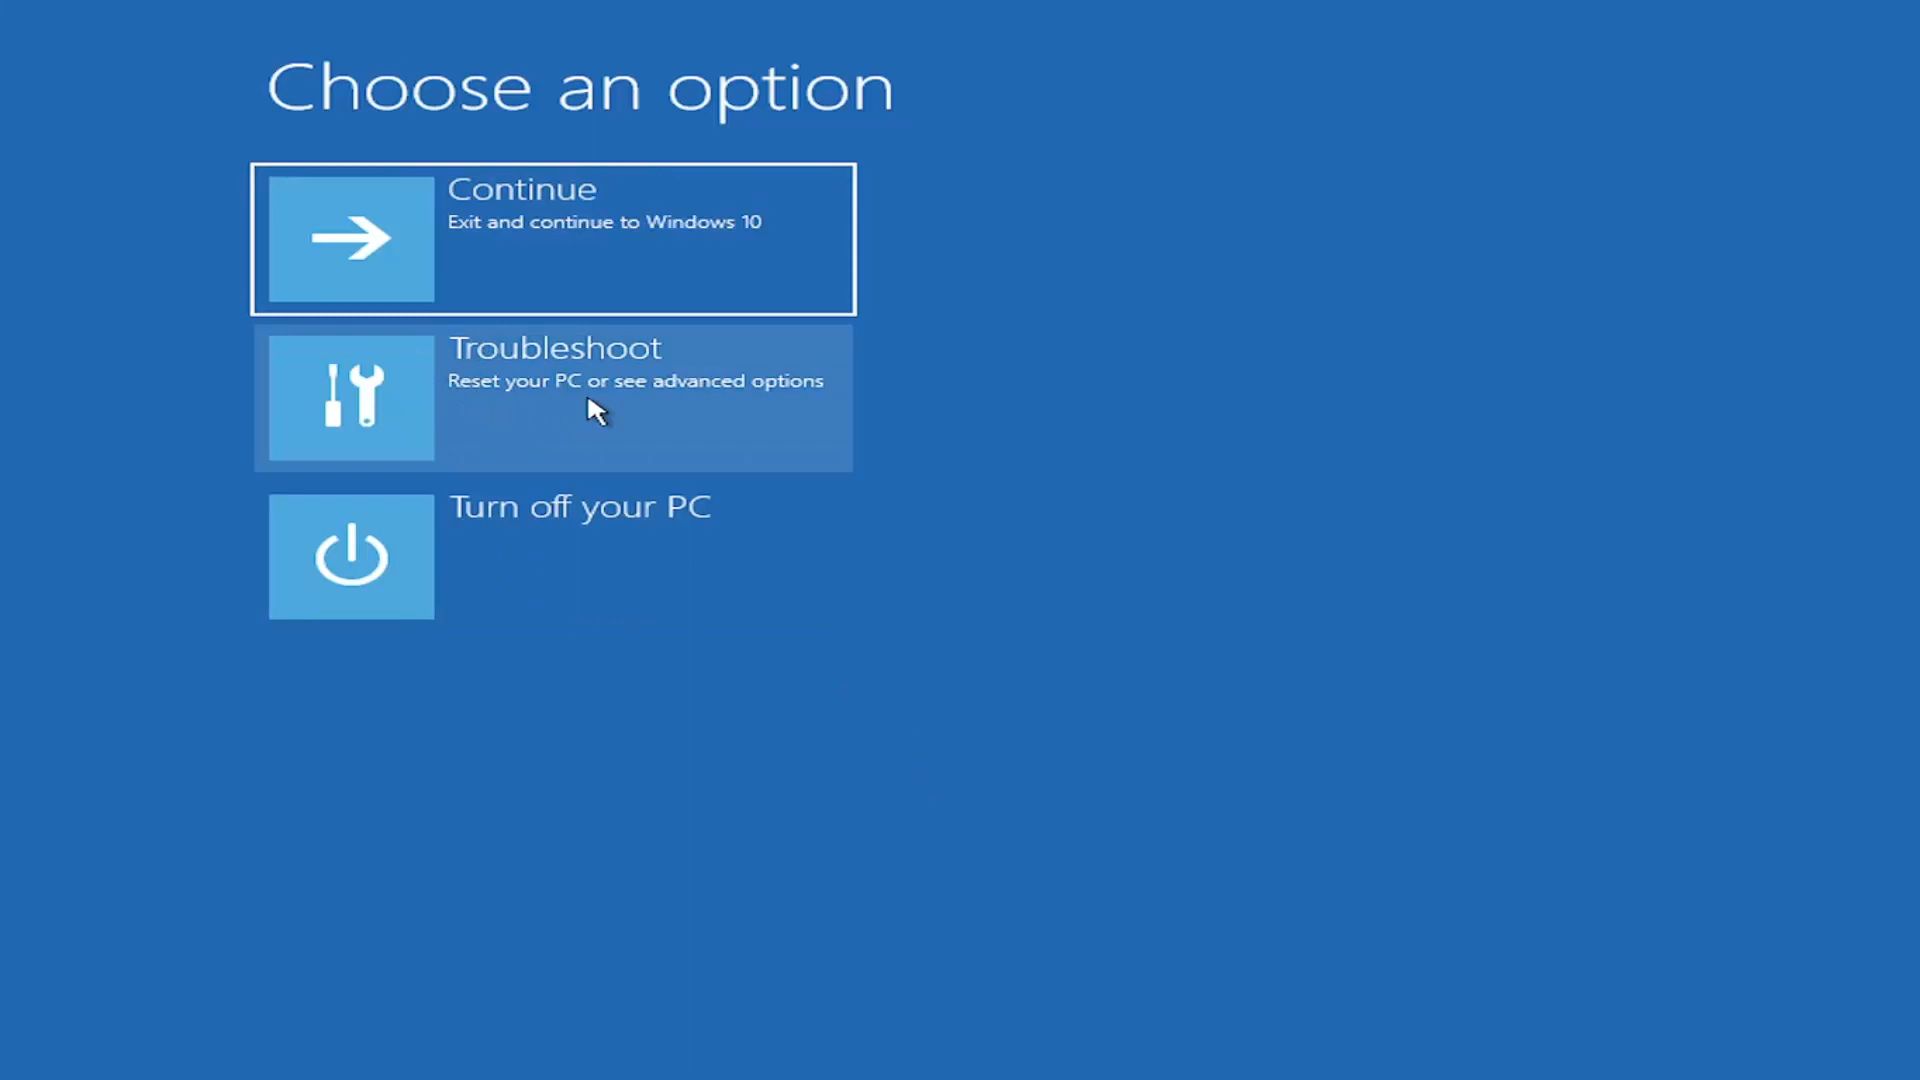 Choose an option
Continue
Exit and continue to Windows 10
Troubleshoot
Reset your PC or see advanced options
Turn off your PC